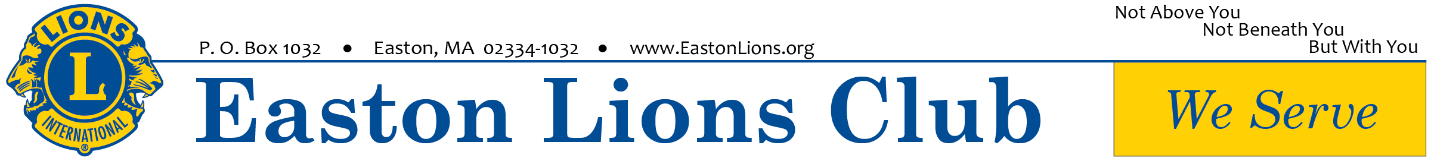 LIONS
L
INTERNATIONAL
®
P. O. Box 1032 • Easton, MA 02334-1032 • www.EastonLions.org
Easton Lions Club
Not Above You
Not Beneath You
But With You
We Serve